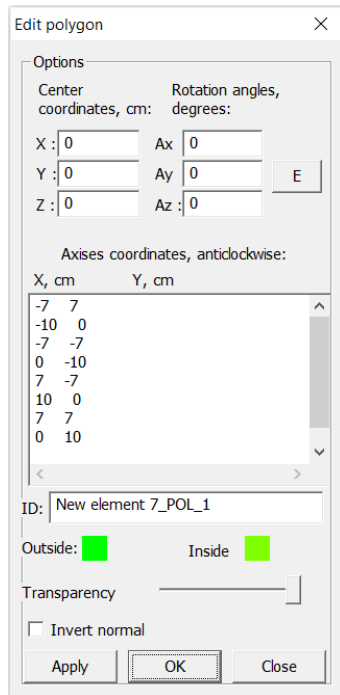 Edit polygon
Options
Center coordinates, cm:
Rotation angles, degrees:
X : 0 Ax 0
Y : 0 Ay 0 E
Z : 0 Az : 0
Axises coordinates, anticlockwise:
X, cm Y, cm
-7 7
-10 0
-7 -7
0 -10
7 -7
10 0
7 7
0 10
ID: New element 7_POL_1
Outside: Inside
Transparency
Invert normal
Apply OK Close